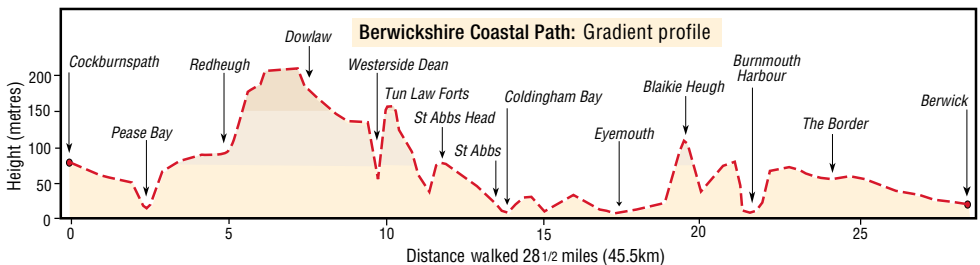 Berwickshire Coastal Path: Gradient profile
Dowlaw
Cockburnspath
Redheugh
Westerside Dean
Tun Law Forts
St Abbs Head
St Abbs
Coldingham Bay
Eyemouth
Blaikie Heugh
Burnmouth
Harbour
The Border
Berwick
Pease Bay
Height (metres)
200
150
100
50
0
0
5
10
15
20
25
Distance walked 28 1/2 miles (45.5km)